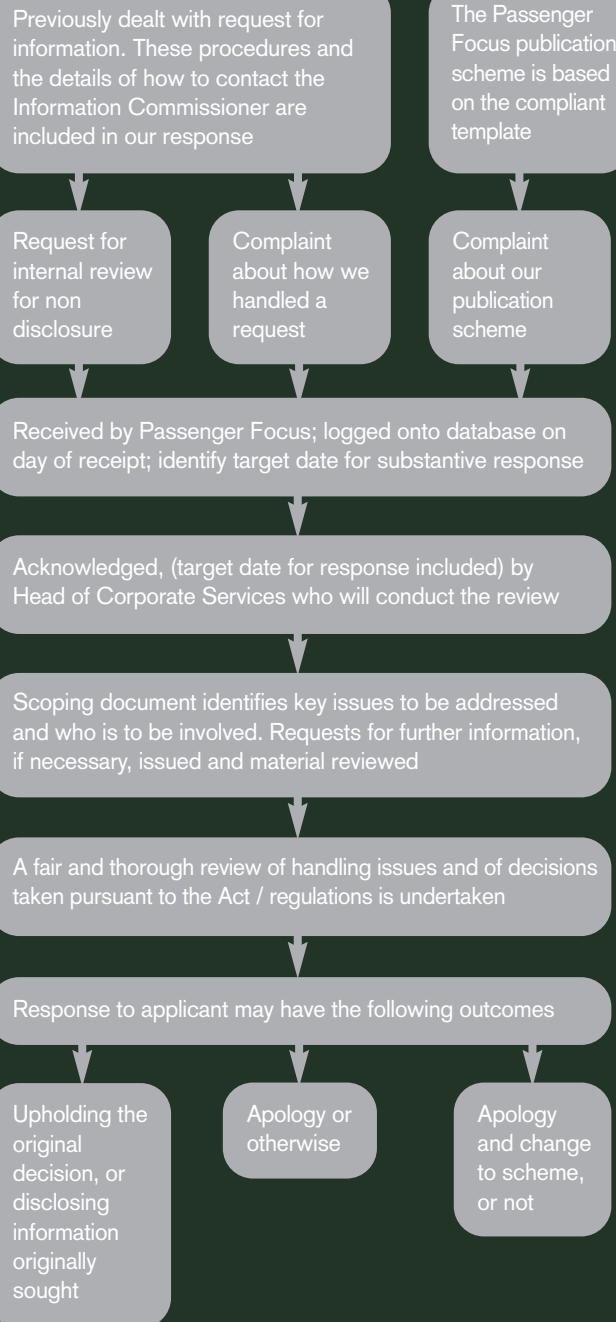 Previously dealt with request for
information. These procedures and
the details of how to contact the
Information Commissioner are
included in our response
The Passenger
Focus publication
scheme is based
on the compliant
template
Request for
internal review
for non
disclosure
Complaint
about how we
handled a
request
Complaint
about our
publication
scheme
Received by Passenger Focus; logged onto database on
day of receipt; identify target date for substantive response
Acknowledged, (target date for response included) by
Head of Corporate Services who will conduct the review
Scoping document identifies key issues to be addressed
and who is to be involved. Requests for further information,
if necessary, issued and material reviewed
A fair and thorough review of handling issues and of decisions
taken pursuant to the Act / regulations is undertaken
Response to applicant may have the following outcomes
Upholding the
original
decision, or
disclosing
information
originally
sought
Apology or
otherwise
Apology
and change
to scheme,
or not